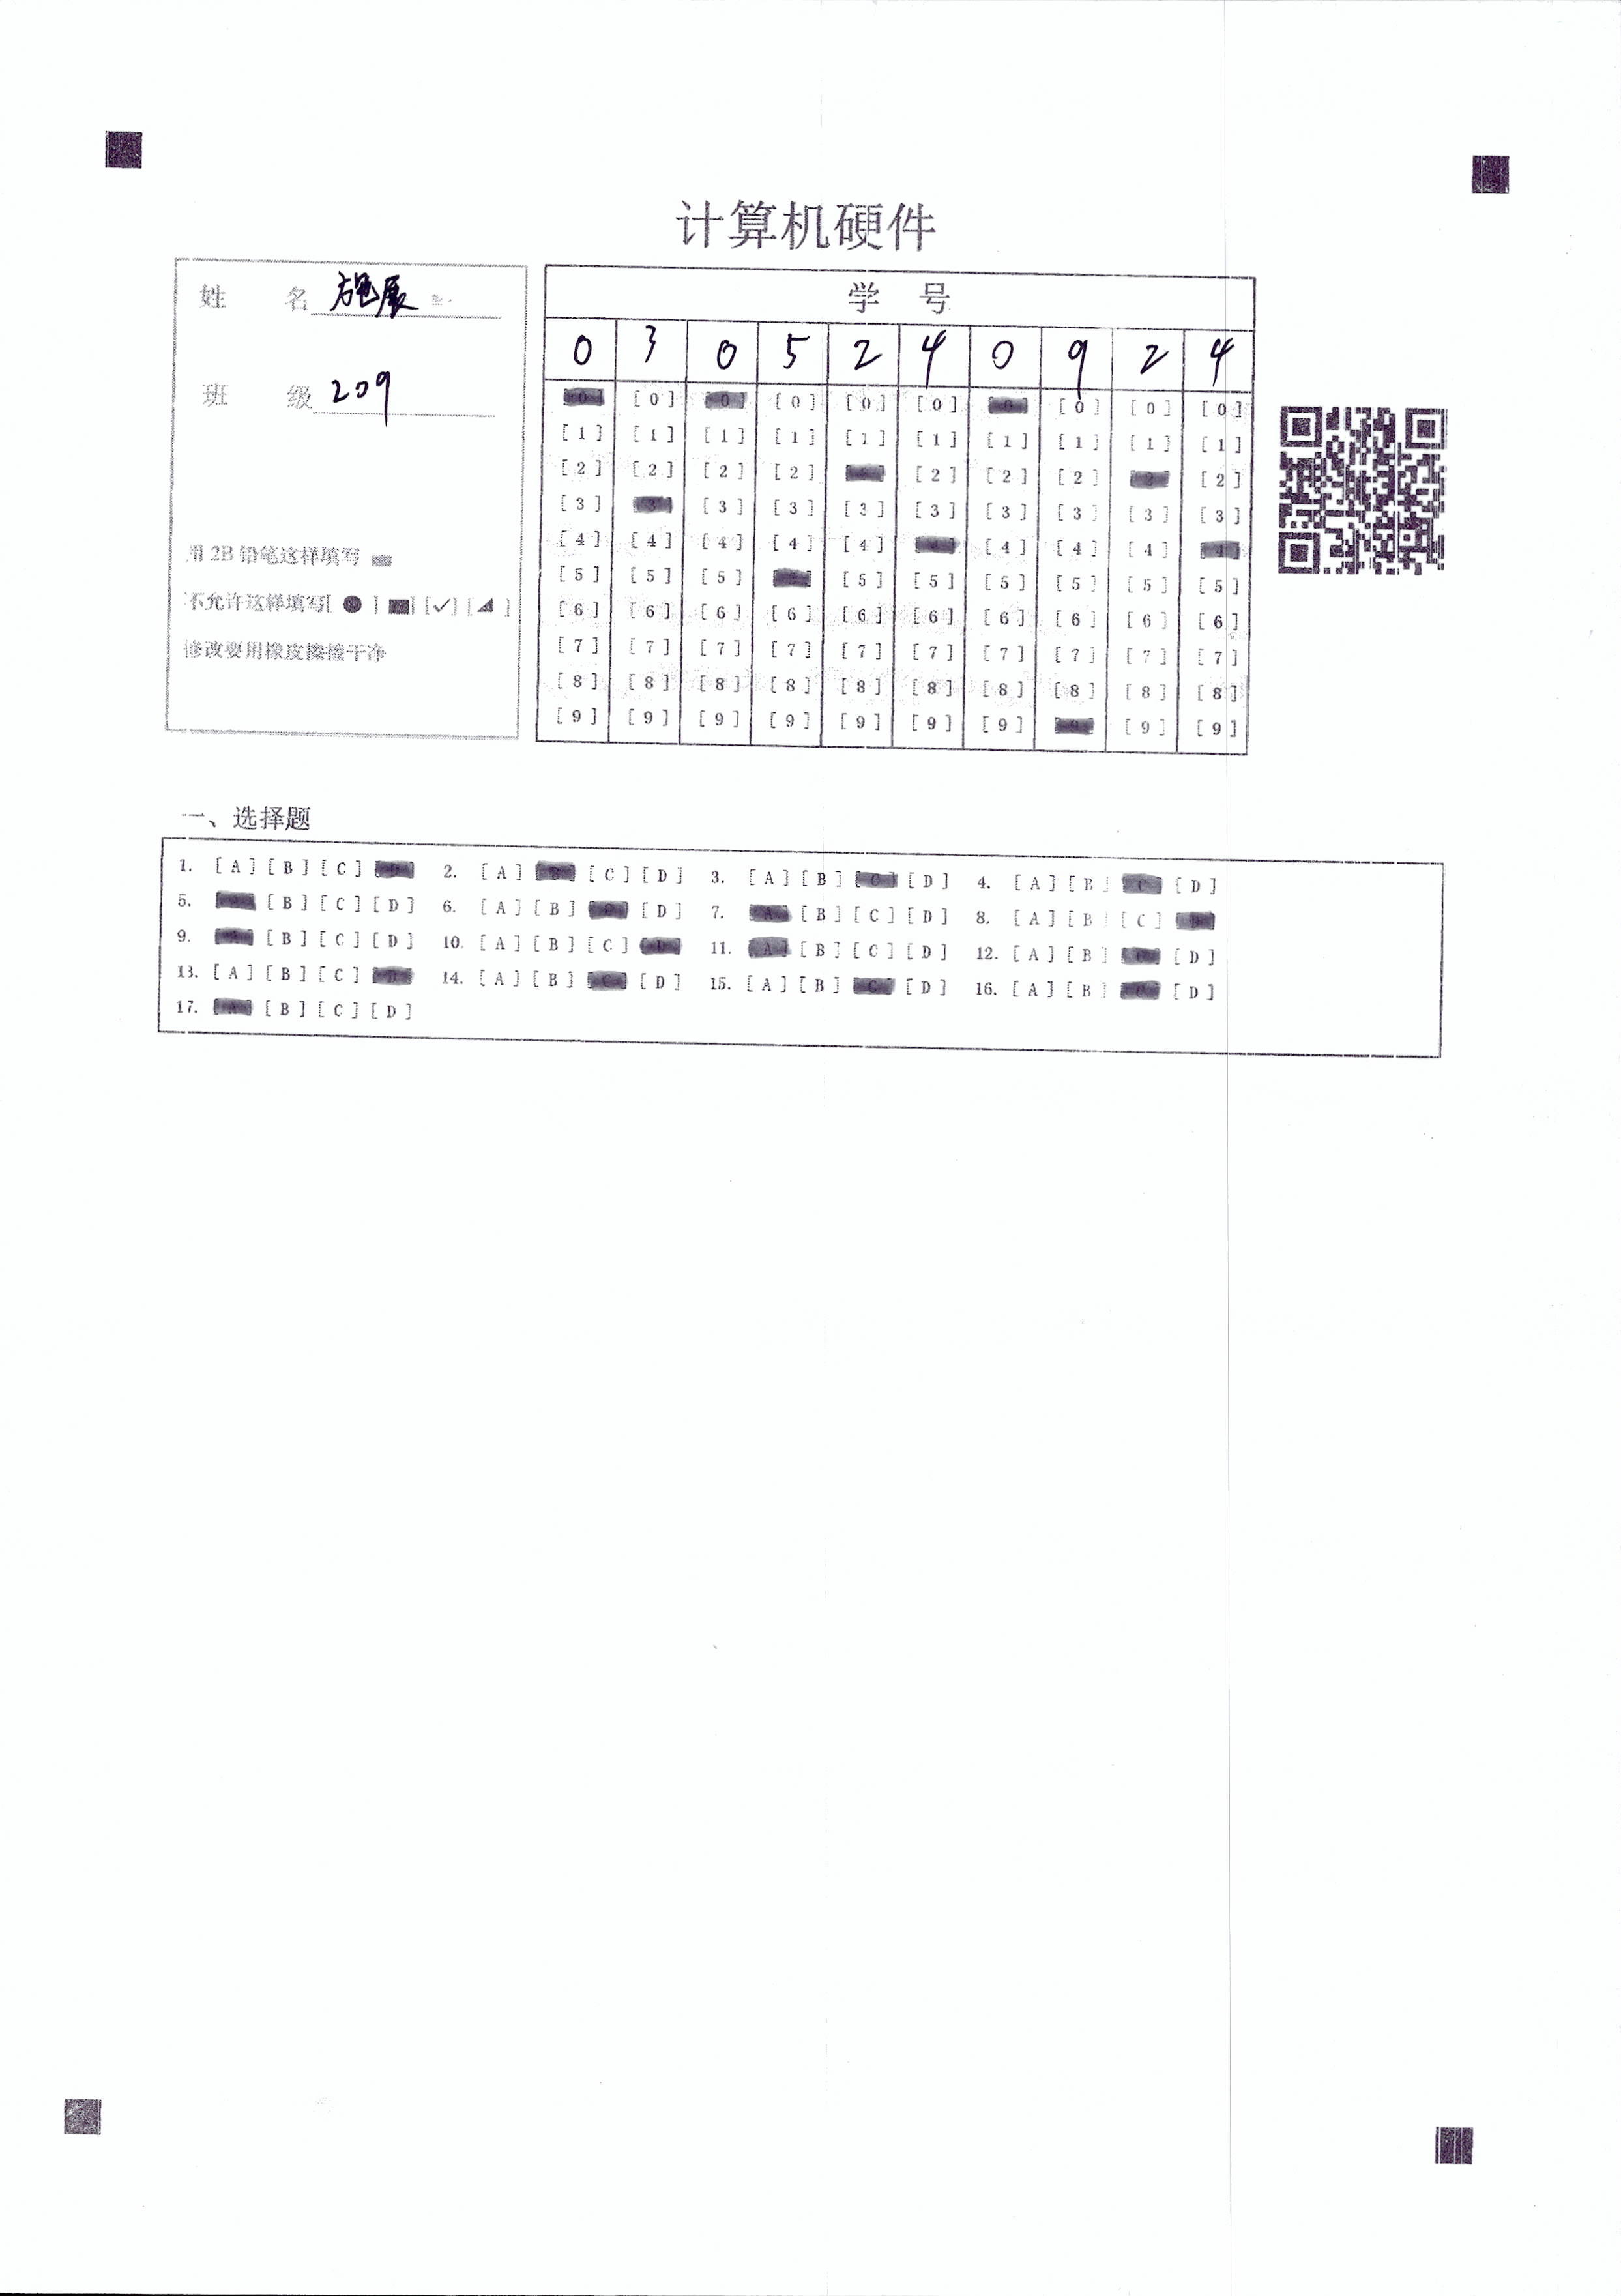 计算机硬件
姓 名 施展
班 级 209
用 2B 铅笔这样填写
不允许这样填写[ ● ] [✓] [ ]
修改要用橡皮擦擦干净
学 号
0 3 0 5 2 4 0 9 2 4
[0] [0] [0] [0] [0] [0] [0] [0] [0] [0]
[1] [1] [1] [1] [1] [1] [1] [1] [1] [1]
[2] [2] [2] [2] [2] [2] [2] [2] [2]
[3] [3] [3] [3] [3] [3] [3] [3] [3] [3]
[4] [4] [4] [4] [4] [4] [4] [4] [4] [4]
[5] [5] [5] [5] [5] [5] [5] [5] [5]
[6] [6] [6] [6] [6] [6] [6] [6] [6] [6]
[7] [7] [7] [7] [7] [7] [7] [7] [7] [7]
[8] [8] [8] [8] [8] [8] [8] [8] [8] [8]
[9] [9] [9] [9] [9] [9] [9] [9] [9] [9]
一、选择题
1. [A] [B] [C] 2. [A] [C] [D] 3. [A] [B] [D] 4. [A] [B] [C] [D]
5. [B] [C] [D] 6. [A] [B] [D] 7. [A] [B] [C] [D] 8. [A] [B] [C]
9. [B] [C] [D] 10. [A] [B] [C] 11. [A] [B] [C] [D] 12. [A] [B] [D]
13. [A] [B] [C] 14. [A] [B] [D] 15. [A] [B] [C] [D] 16. [A] [B] [D]
17. [A] [B] [C] [D]